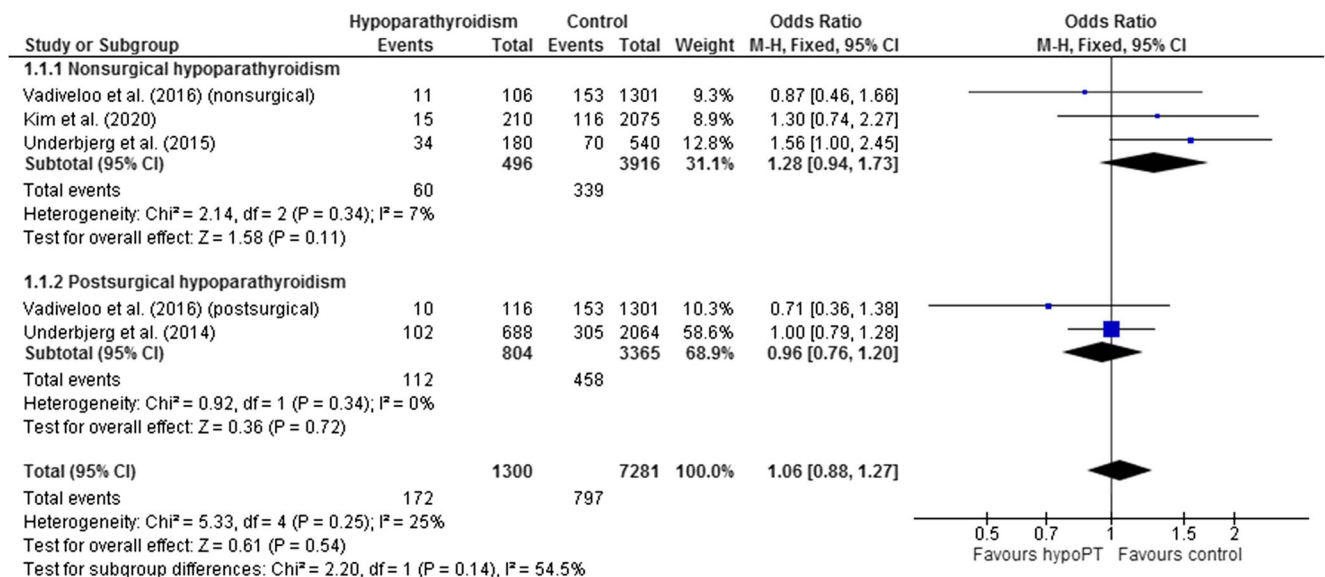 Hypoparathyroidism Control Odds Ratio Odds Ratio
Study or Subgroup Events Total Events Total Weight M-H, Fixed, 95% CI M-H, Fixed, 95% CI
1.1.1 Nonsurgical hypoparathyroidism
Vadiveloo et al. (2016) (nonsurgical) 11 106 153 1301 9.3% 0.87 [0.46, 1.66]
Kim et al. (2020) 15 210 116 2075 8.9% 1.30 [0.74, 2.27]
Underbjerg et al. (2015) 34 180 70 540 12.8% 1.56 [1.00, 2.45]
Subtotal (95% CI) 496 3916 31.1% 1.28 [0.94, 1.73]
Total events 60 339
Heterogeneity: Chi² = 2.14, df = 2 (P = 0.34); I² = 7%
Test for overall effect: Z = 1.58 (P = 0.11)
1.1.2 Postsurgical hypoparathyroidism
Vadiveloo et al. (2016) (postsurgical) 10 116 153 1301 10.3% 0.71 [0.36, 1.38]
Underbjerg et al. (2014) 102 688 305 2064 58.6% 1.00 [0.79, 1.28]
Subtotal (95% CI) 804 3365 68.9% 0.96 [0.76, 1.20]
Total events 112 458
Heterogeneity: Chi² = 0.92, df = 1 (P = 0.34); I² = 0%
Test for overall effect: Z = 0.36 (P = 0.72)
Total (95% CI) 1300 7281 100.0% 1.06 [0.88, 1.27]
Total events 172 797
Heterogeneity: Chi² = 5.33, df = 4 (P = 0.25); I² = 25%
Test for overall effect: Z = 0.61 (P = 0.54)
Test for subgroup differences: Chi² = 2.20, df = 1 (P = 0.14), I² = 54.5%
0.5 0.7 1 1.5 2
Favours hypoPT Favours control